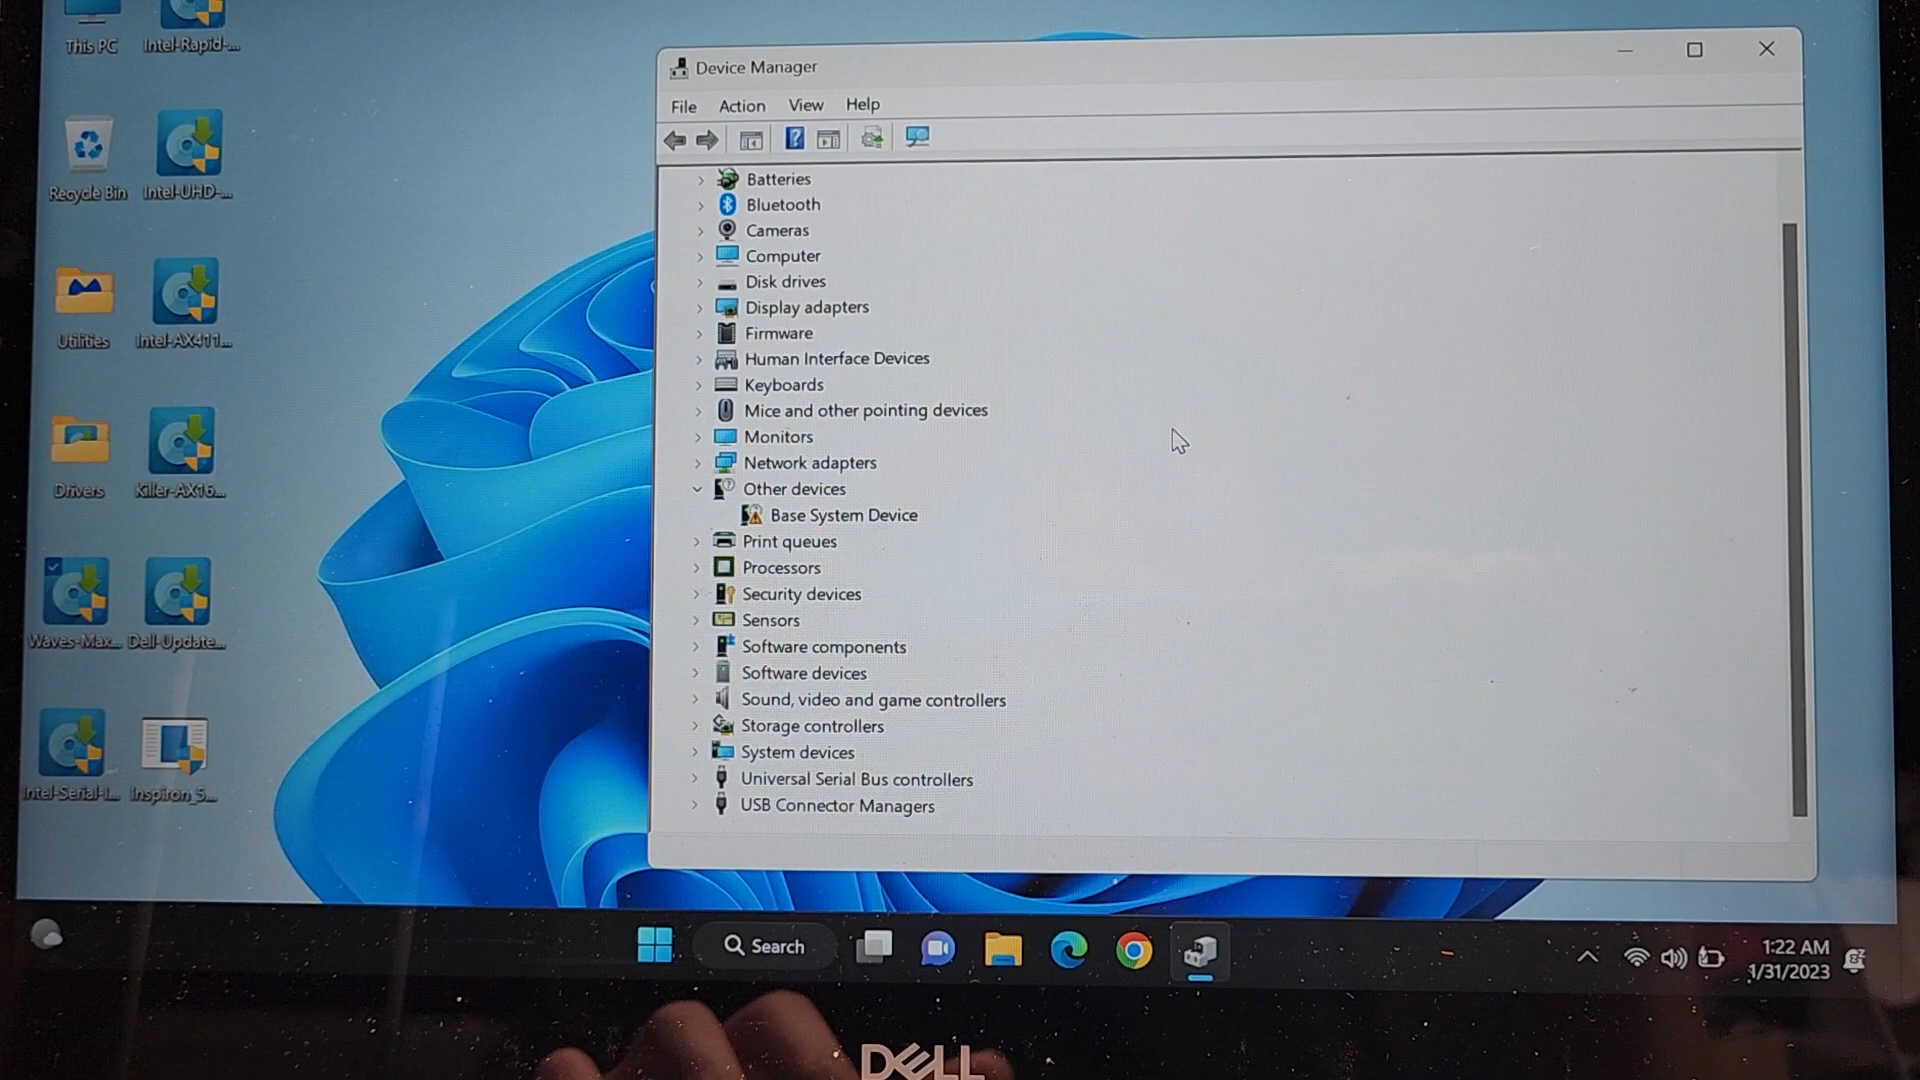 This PC
Intel-Rapid-...
Recycle Bin
Intel-UHD-...
Utilities
Intel-AX411...
Drivers
Killer-AX16...
Waves-Max...
Dell-Update...
Intel-Serial-I...
Inspiron_5...
Device Manager
File Action View Help
Batteries
Bluetooth
Cameras
Computer
Disk drives
Display adapters
Firmware
Human Interface Devices
Keyboards
Mice and other pointing devices
Monitors
Network adapters
Other devices
Base System Device
Print queues
Processors
Security devices
Sensors
Software components
Software devices
Sound, video and game controllers
Storage controllers
System devices
Universal Serial Bus controllers
USB Connector Managers
Search
1:22 AM
1/31/2023
DELL